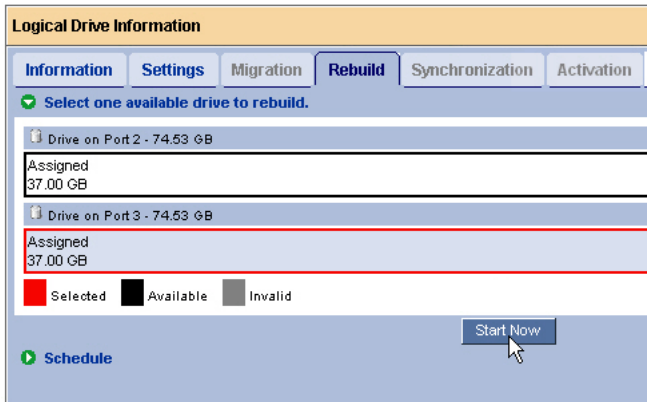 Logical Drive Information
Information Settings Migration Rebuild Synchronization Activation
Select one available drive to rebuild.
Drive on Port 2 - 74.53 GB
Assigned
37.00 GB
Drive on Port 3 - 74.53 GB
Assigned
37.00 GB
Selected Available Invalid
Start Now
Schedule